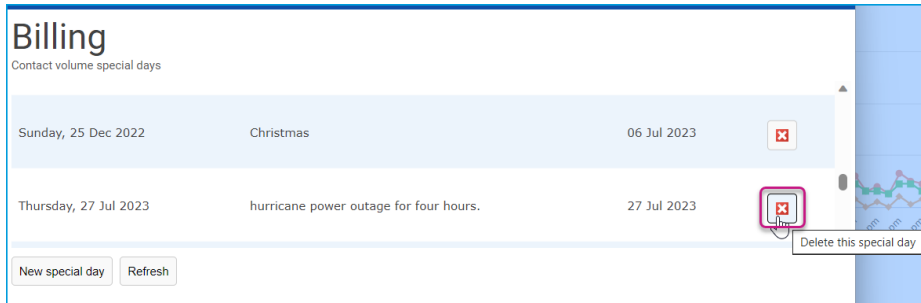 Billing
Contact volume special days
Sunday, 25 Dec 2022 Christmas 06 Jul 2023
Thursday, 27 Jul 2023 hurricane power outage for four hours. 27 Jul 2023
Delete this special day
New special day Refresh